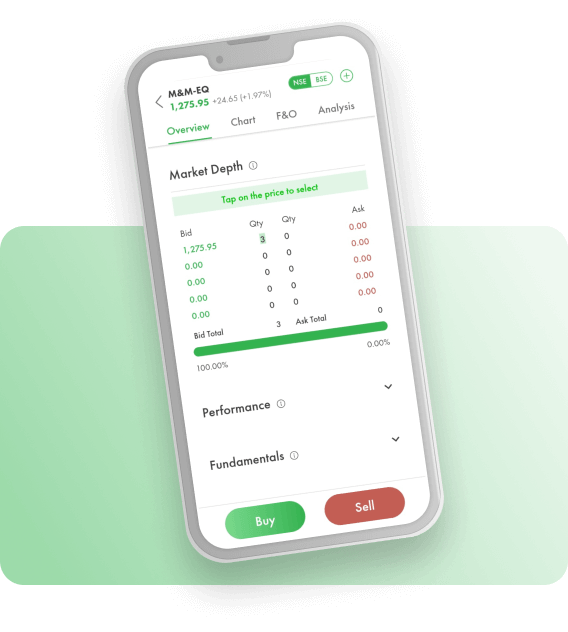 M&M-EQ
1,275.95 +24.65 (+1.97%)
NSE BSE
Overview Chart F&O Analysis
Market Depth
Tap on the price to select
Bid Qty Qty Ask
1,275.95 3 0 0.00
0.00 0 0 0.00
0.00 0 0 0.00
0.00 0 0 0.00
0.00 0 0 0.00
Bid Total 3 Ask Total 0
100.00% 0.00%
Performance
Fundamentals
Buy Sell